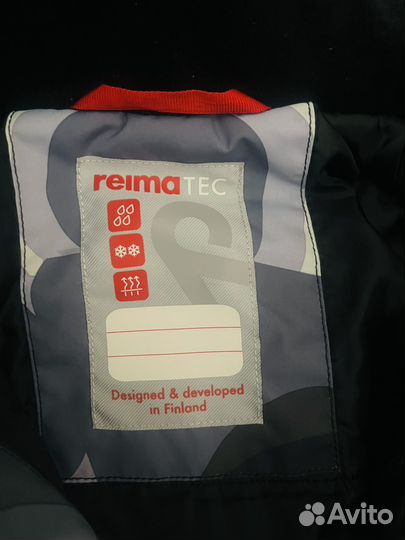 reimaTEC
Designed & developed
in Finland
Avito